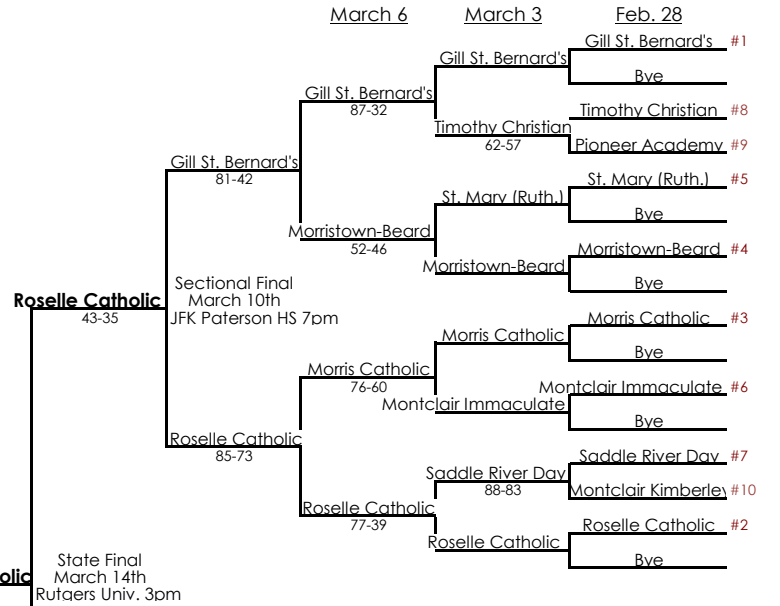 March 6 March 3 Feb. 28
Gill St. Bernard's #1
Gill St. Bernard's
Bye
Gill St. Bernard's
87-32
Timothy Christian #8
Timothy Christian
62-57
Pioneer Academy #9
Gill St. Bernard's
81-42
St. Mary (Ruth.) #5
St. Mary (Ruth.)
Bye
Morristown-Beard
52-46
Morristown-Beard #4
Morristown-Beard
Bye
Sectional Final
March 10th
JFK Paterson HS 7pm
Roselle Catholic
43-35
Morris Catholic #3
Morris Catholic
Bye
Morris Catholic
76-60
Montclair Immaculate #6
Montclair Immaculate
Bye
Roselle Catholic
85-73
Saddle River Day #7
Saddle River Day
88-83
Montclair Kimberley #10
Roselle Catholic
77-39
Roselle Catholic #2
Roselle Catholic
Bye
State Final
March 14th
Rutgers Univ. 3pm
olic